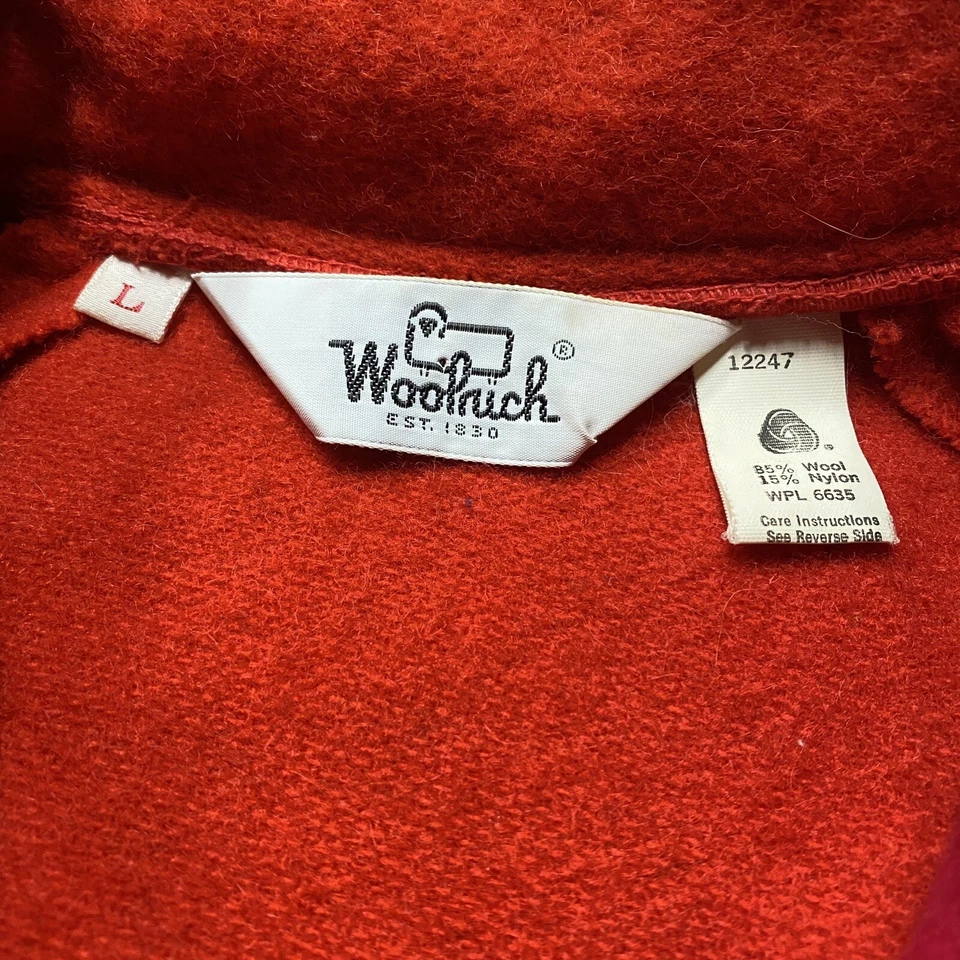 L
Woolrich ®
EST. 1830
12247
85% Wool
15% Nylon
WPL 6635
Care Instructions
See Reverse Side